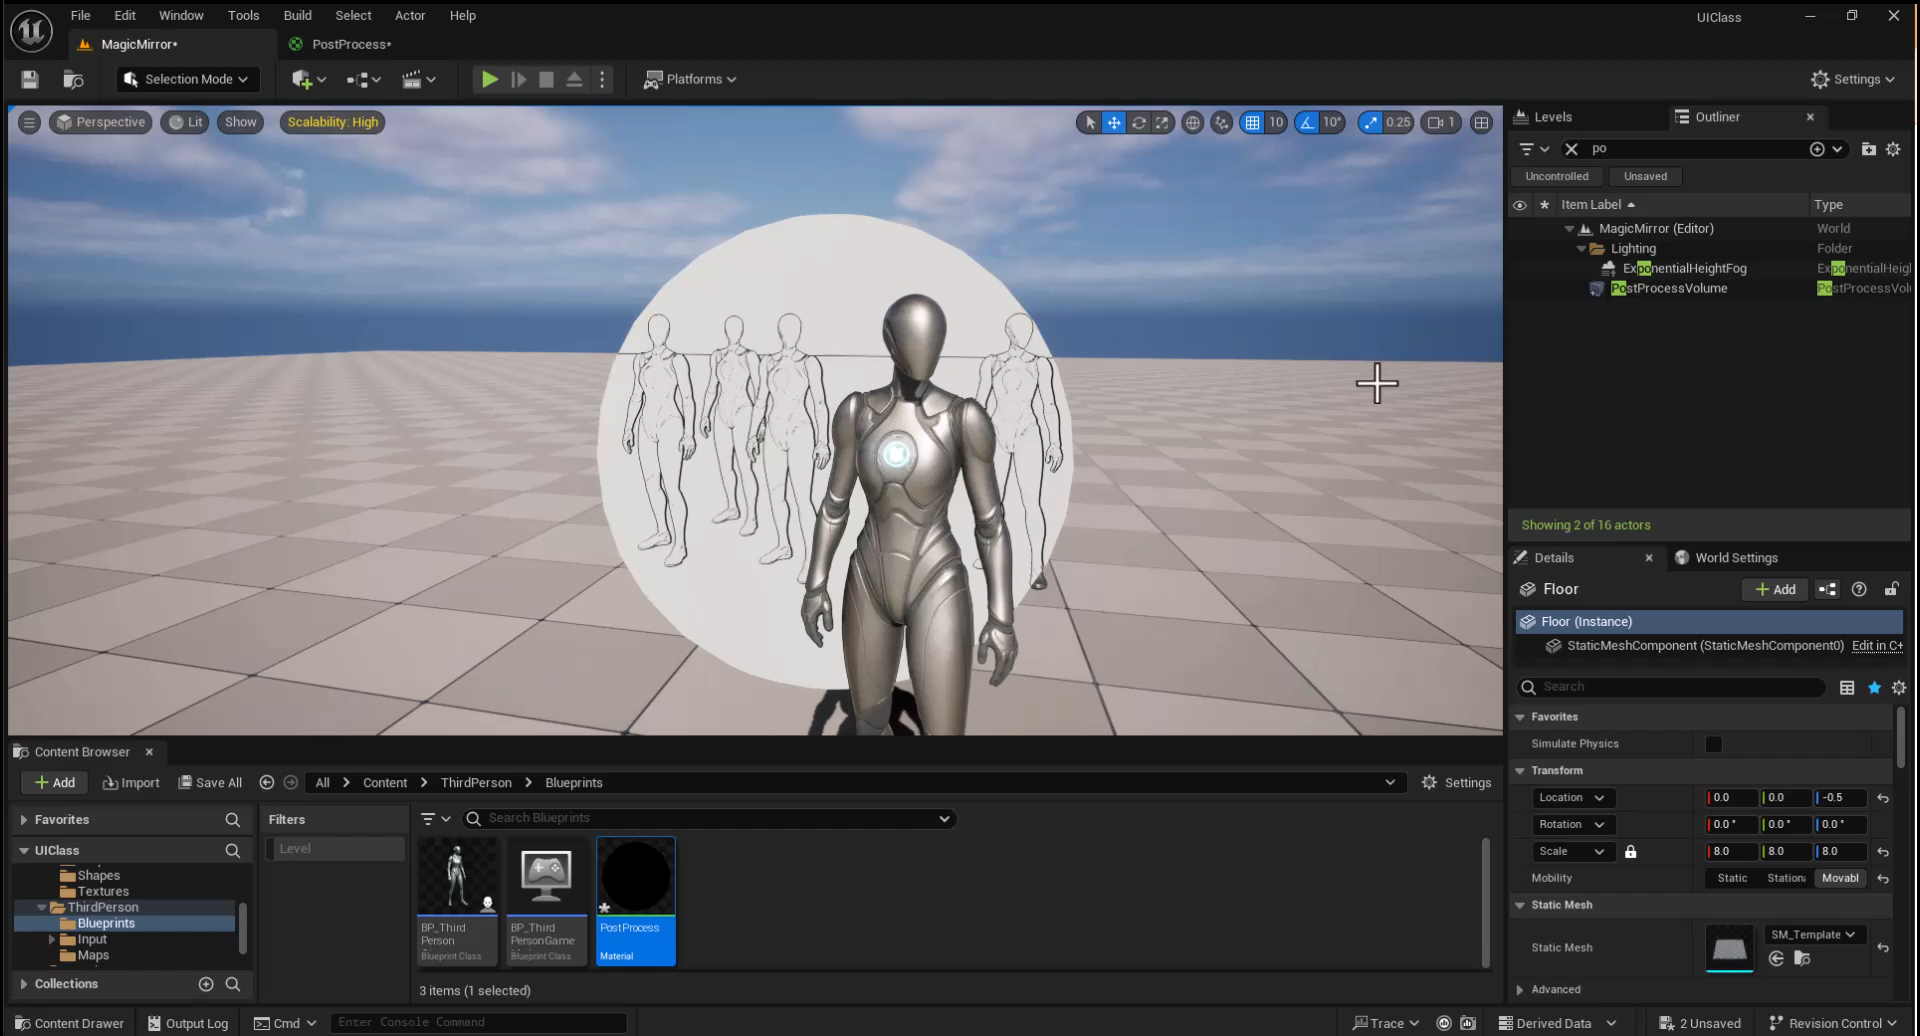 File Edit Window Tools Build Select Actor Help
UIClass
MagicMirror*
PostProcess*
Selection Mode
Platforms
Settings
Perspective
Lit
Show
Scalability: High
10
10°
0.25
1
Levels
Outliner
po
Uncontrolled
Unsaved
Item Label
Type
MagicMirror (Editor)
World
Lighting
Folder
ExponentialHeightFog
ExponentialHeig
PostProcessVolume
PostProcessVolu
Showing 2 of 16 actors
Details
World Settings
Floor
Add
Floor (Instance)
StaticMeshComponent (StaticMeshComponent0)
Edit in C+
Search
Favorites
Simulate Physics
Transform
Location
0.0
0.0
-0.5
Rotation
0.0 °
0.0 °
0.0 °
Scale
8.0
8.0
8.0
Mobility
Static
Stationa
Movabl
Static Mesh
Static Mesh
SM_Template
Advanced
Content Browser
Add
Import
Save All
All > Content > ThirdPerson > Blueprints
Settings
Favorites
UIClass
Shapes
Textures
ThirdPerson
Blueprints
Input
Maps
Collections
Filters
Level
Search Blueprints
BP_Third
Person
Blueprint Class
BP_Third
PersonGame
Blueprint Class
PostProcess
Material
3 items (1 selected)
Content Drawer
Output Log
Cmd
Enter Console Command
Trace
Derived Data
2 Unsaved
Revision Control